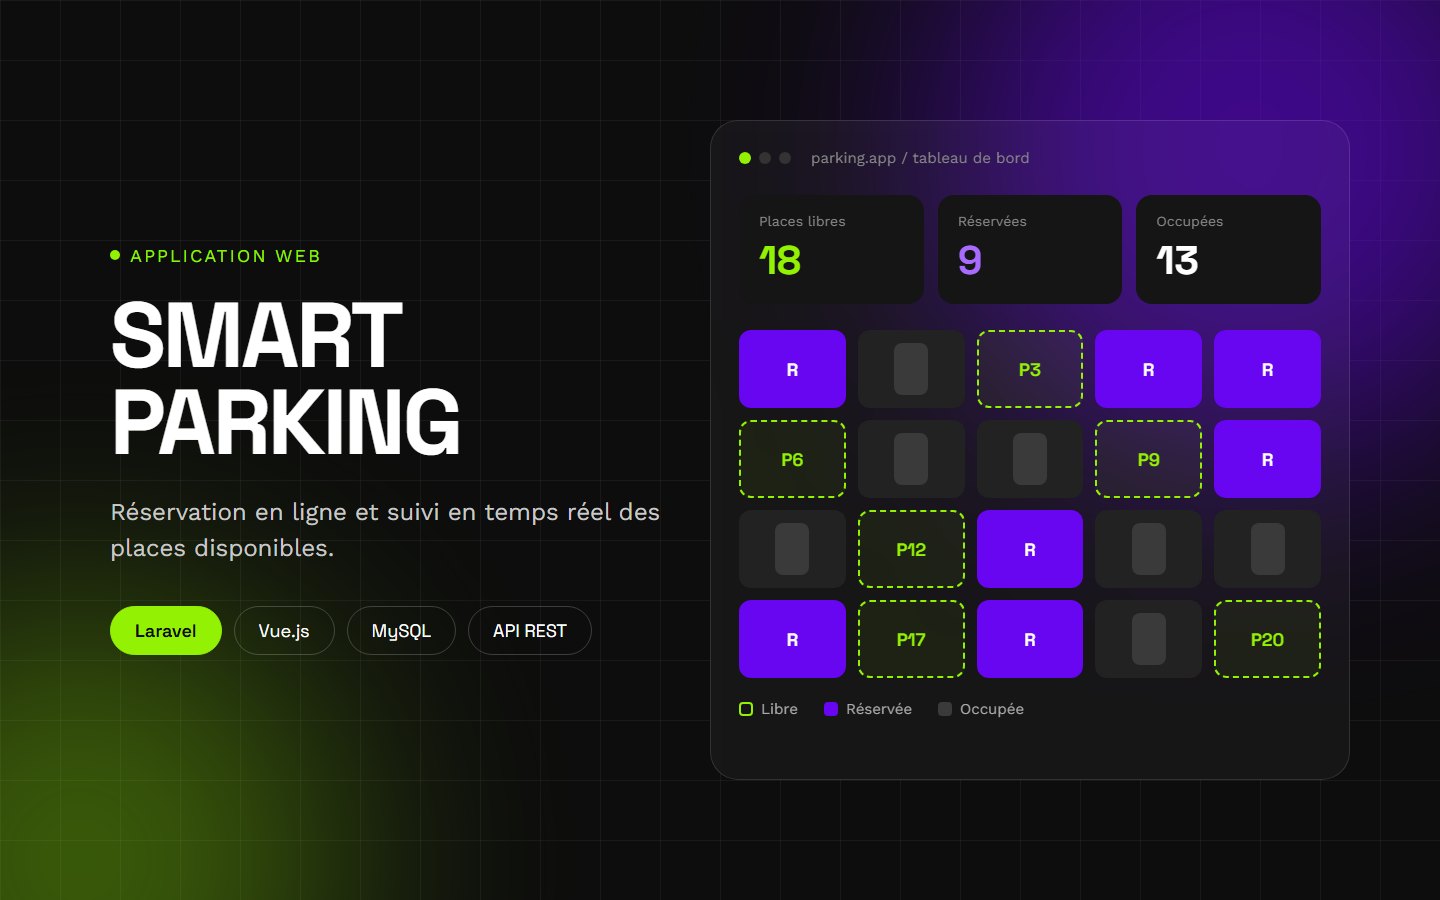 APPLICATION WEB
SMART
PARKING
Réservation en ligne et suivi en temps réel des
places disponibles.
Laravel Vue.js MySQL API REST
parking.app / tableau de bord
Places libres Réservées Occupées
18 9 13
R P3 R R
P6 P9 R
P12 R
R P17 R P20
Libre Réservée Occupée